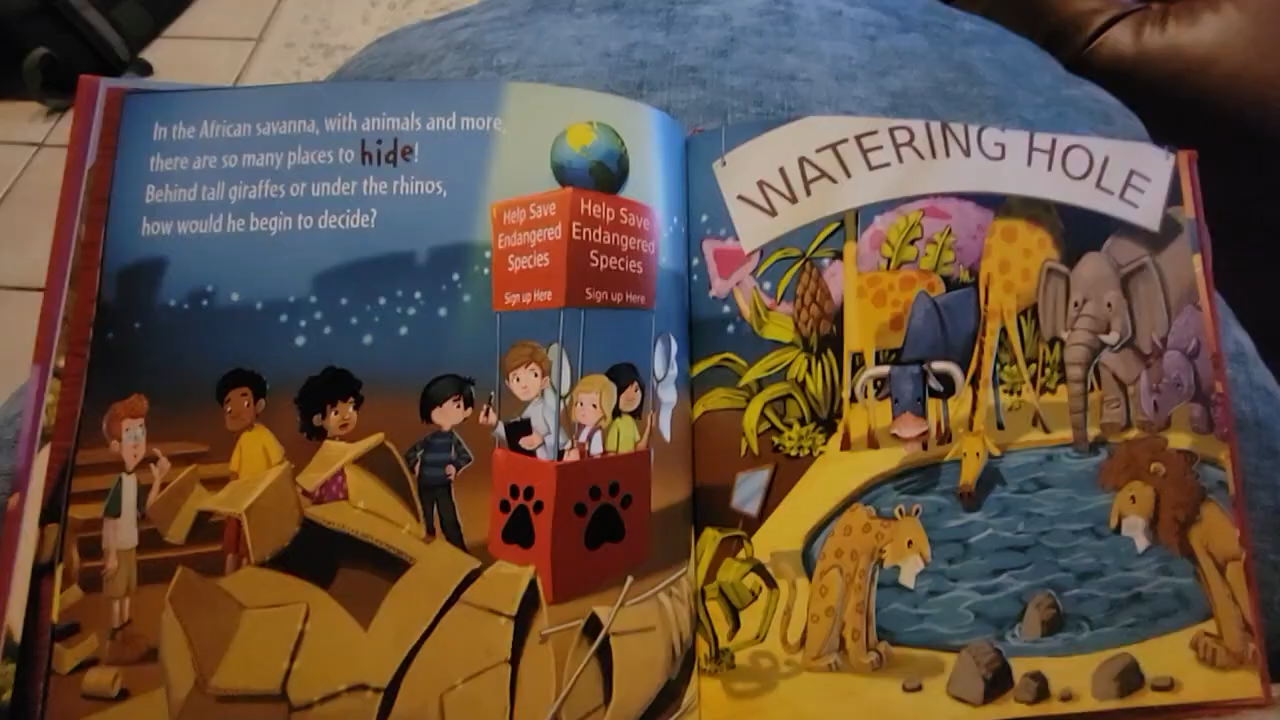 In the African savanna, with animals and more,
there are so many places to hide!
Behind tall giraffes or under the rhinos,
how would he begin to decide?
Help Save
Endangered
Species
Sign up Here
Help Save
Endangered
Species
Sign up Here
WATERING HOLE